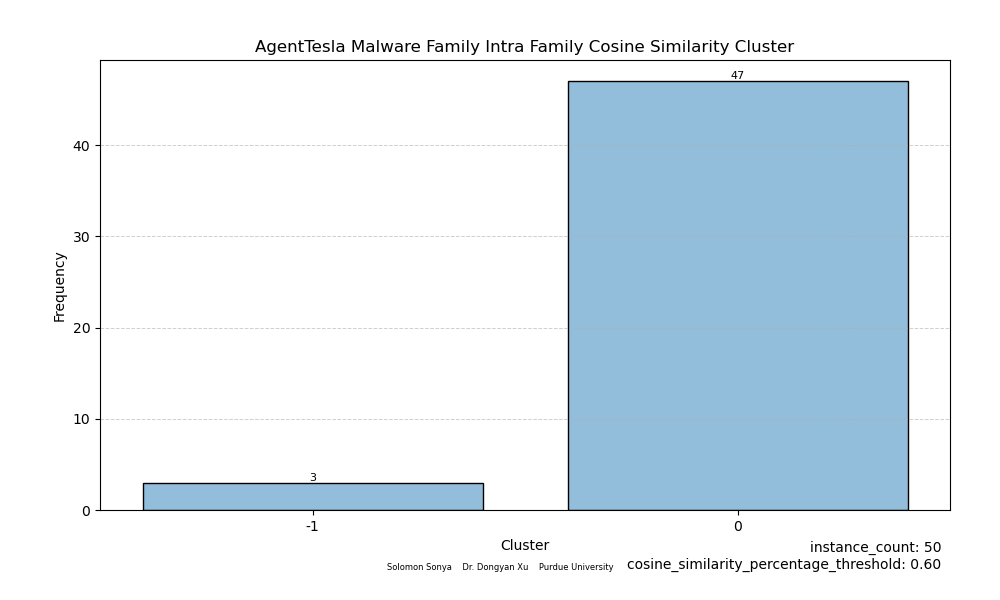 AgentTesla Malware Family Intra Family Cosine Similarity Cluster
47
40
30
20
10
0
Frequency
3
-1
0
Cluster
instance_count: 50
cosine_similarity_percentage_threshold: 0.60
Solomon Sonya Dr. Dongyan Xu Purdue University